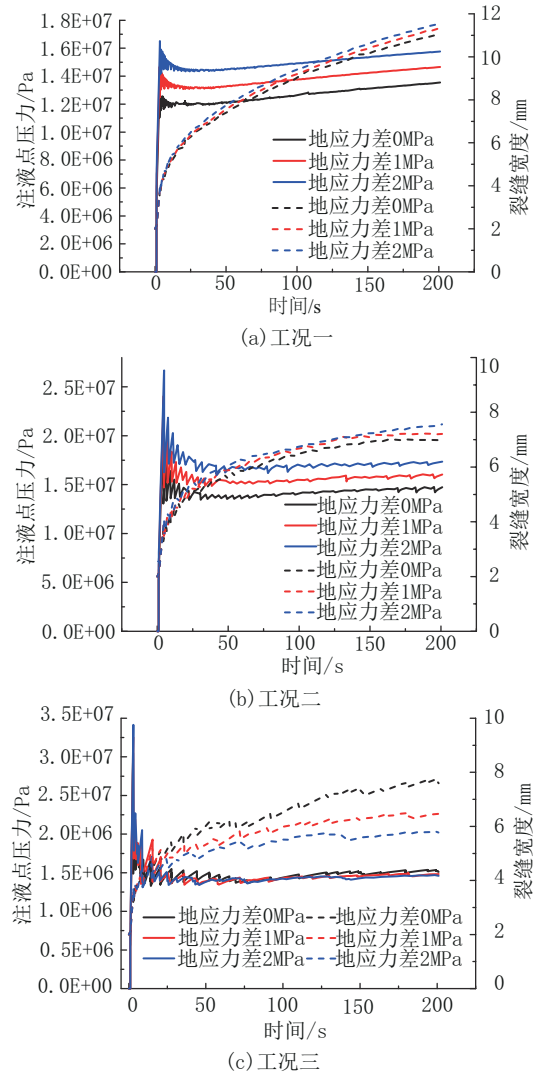 1.8E+07
1.6E+07
1.4E+07
1.2E+07
1.0E+07
8.0E+06
6.0E+06
4.0E+06
2.0E+06
0.0E+00
注液点压力/Pa
地应力差0MPa
地应力差1MPa
地应力差2MPa
地应力差0MPa
地应力差1MPa
地应力差2MPa
12
10
8
6
4
2
0
裂缝宽度/mm
0 50 100 150 200
时间/s
(a)工况一
2.5E+07
2.0E+07
1.5E+07
1.0E+07
5.0E+06
0.0E+00
注液点压力/Pa
地应力差0MPa
地应力差1MPa
地应力差2MPa
地应力差0MPa
地应力差1MPa
地应力差2MPa
10
8
6
4
2
0
裂缝宽度/mm
0 50 100 150 200
时间/s
(b)工况二
3.5E+07
3.0E+07
2.5E+07
2.0E+07
1.5E+07
1.0E+07
5.0E+06
0.0E+00
注液点压力/Pa
地应力差0MPa 地应力差0MPa
地应力差1MPa 地应力差1MPa
地应力差2MPa 地应力差2MPa
10
8
6
4
2
0
裂缝宽度/mm
0 50 100 150 200
时间/s
(c)工况三